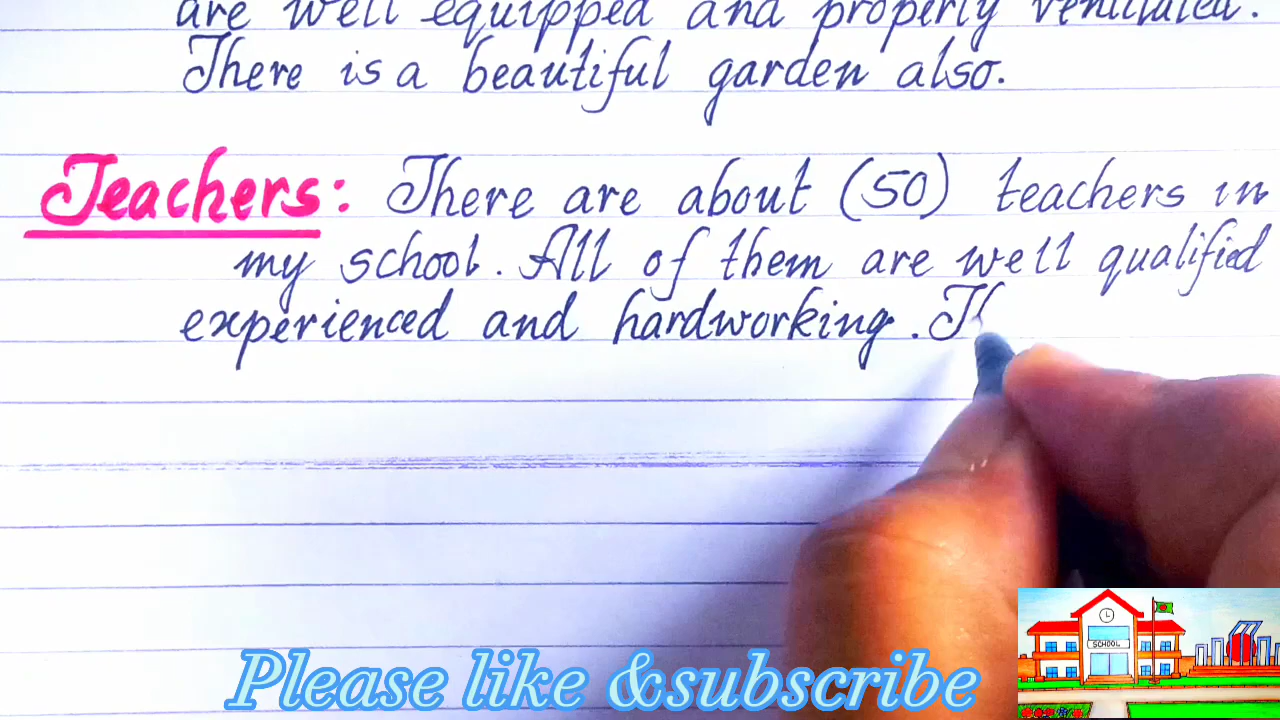 are well equipped and properly ventilated.
There is a beautiful garden also.
Teachers: There are about (50) teachers in
my school. All of them are well qualified
experienced and hardworking. Th
Please like &subscribe
SCHOOL